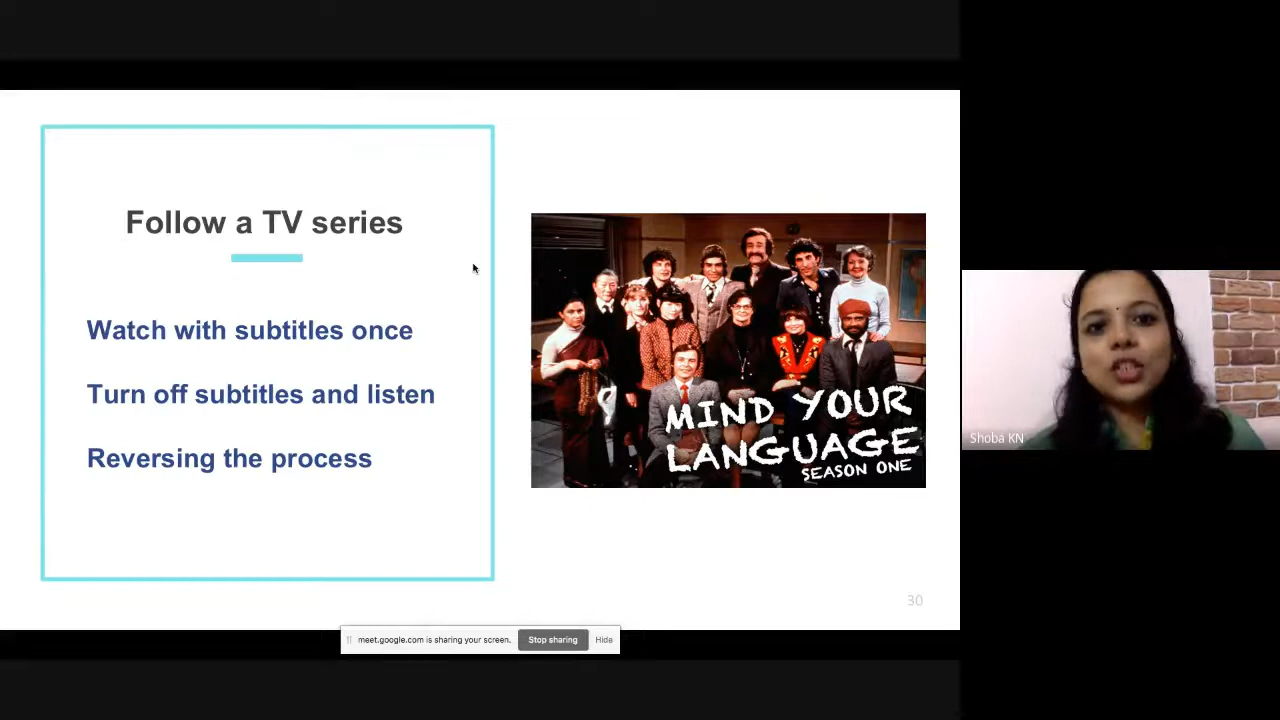 Follow a TV series
Watch with subtitles once
Turn off subtitles and listen
Reversing the process
MIND YOUR
LANGUAGE
SEASON ONE
Shoba KN
30
meet.google.com is sharing your screen. Stop sharing Hide